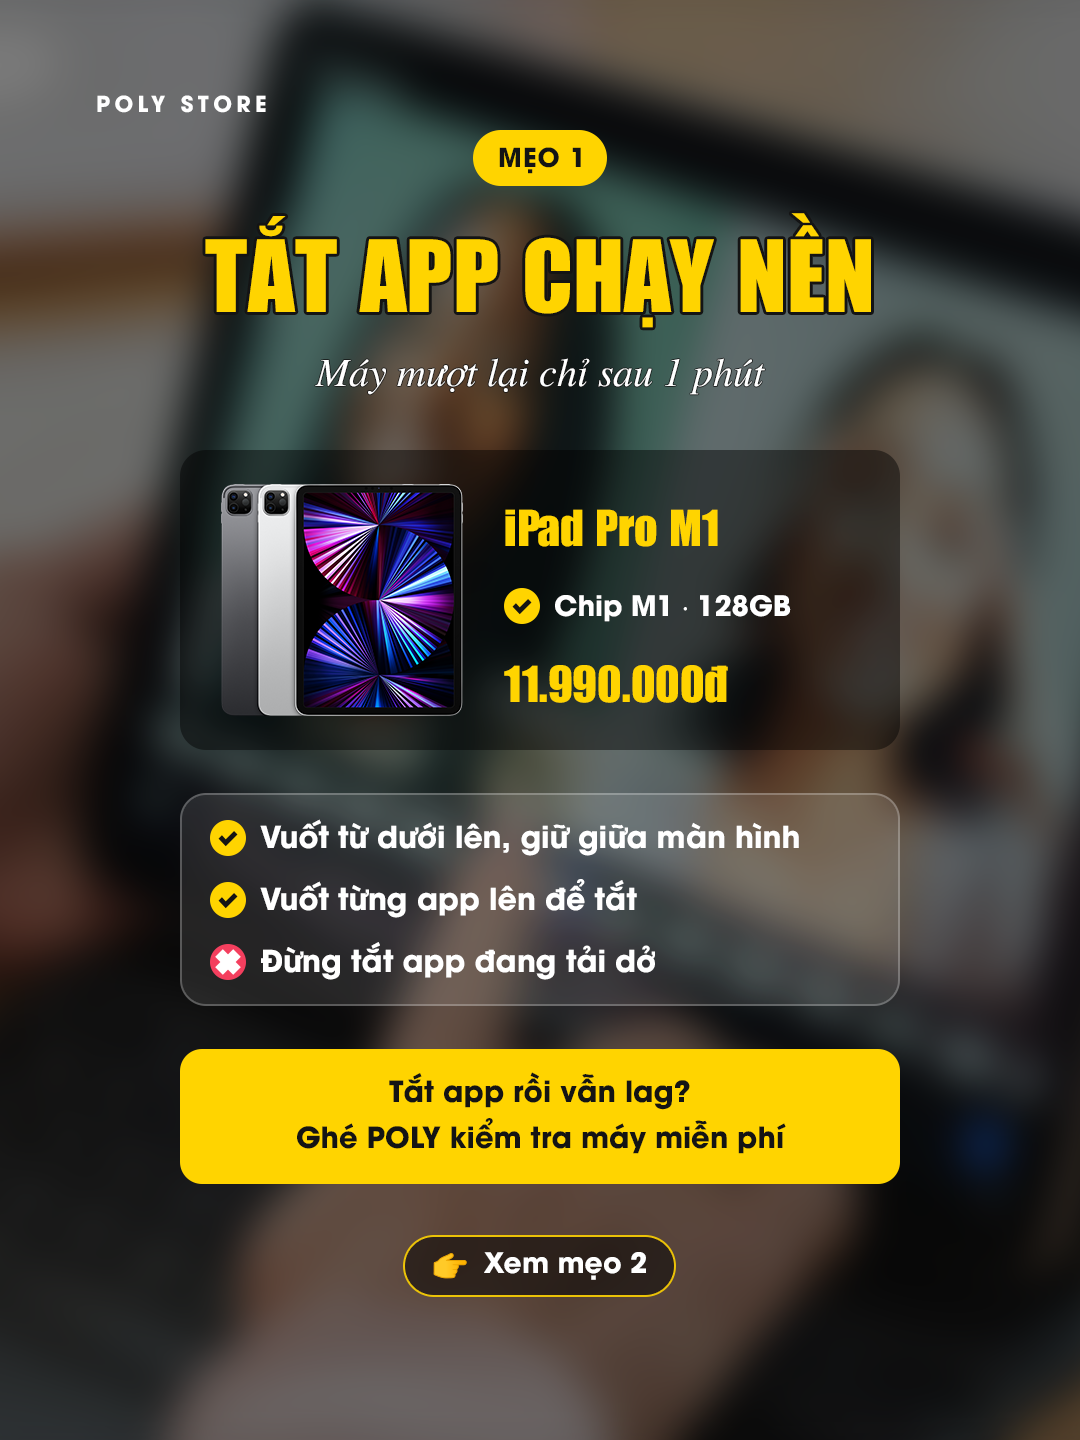 POLY STORE
MẸO 1
TẮT APP CHẠY NỀN
Máy mượt lại chỉ sau 1 phút
iPad Pro M1
Chip M1 · 128GB
11.990.000đ
Vuốt từ dưới lên, giữ giữa màn hình
Vuốt từng app lên để tắt
Đừng tắt app đang tải dở
Tắt app rồi vẫn lag?
Ghé POLY kiểm tra máy miễn phí
Xem mẹo 2